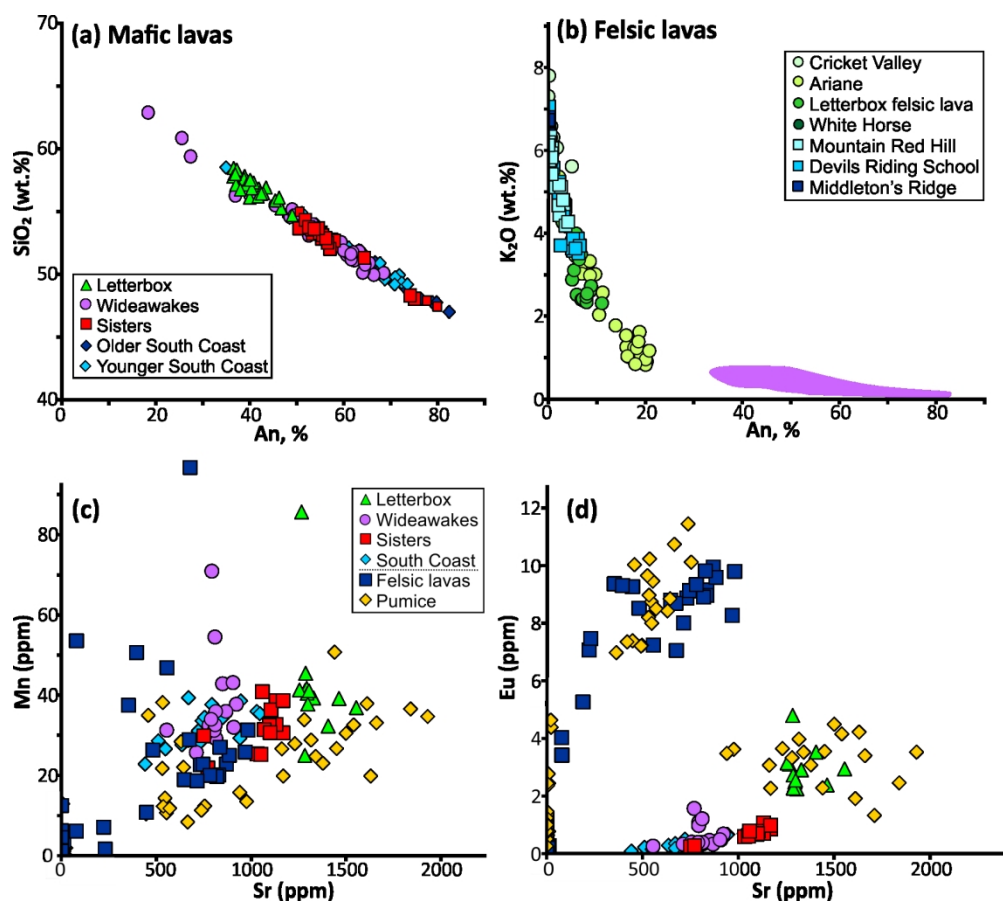 (a) Mafic lavas
70
60
50
40
SiO₂ (wt.%)
0
20
40
60
80
An, %
Letterbox
Wideawakes
Sisters
Older South Coast
Younger South Coast
(b) Felsic lavas
8
6
4
2
0
K₂O (wt.%)
0
20
40
60
80
An, %
Cricket Valley
Ariane
Letterbox felsic lava
White Horse
Mountain Red Hill
Devils Riding School
Middleton's Ridge
(c)
80
60
40
20
0
Mn (ppm)
0
500
1000
1500
2000
Sr (ppm)
Letterbox
Wideawakes
Sisters
South Coast
Felsic lavas
Pumice
(d)
12
10
8
6
4
2
0
Eu (ppm)
0
500
1000
1500
2000
Sr (ppm)